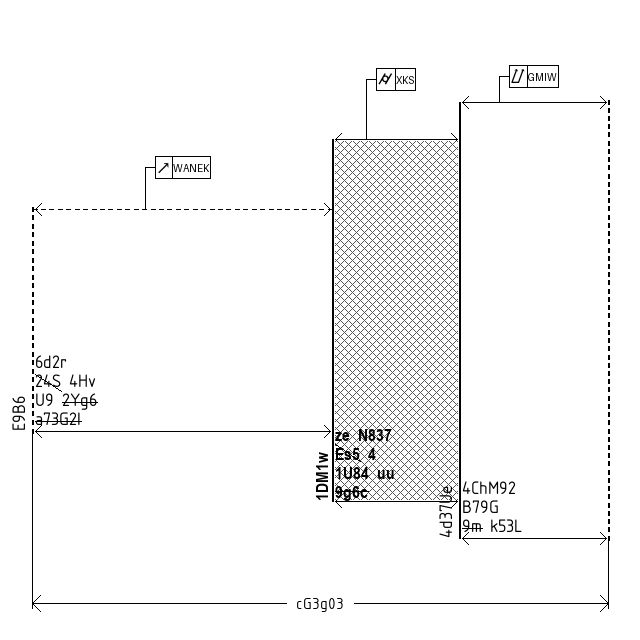 GMIW
XKS
WANEK
6d2r
24S 4Hv
U9 2Yg6
a73G2l
E9B6
ze N837
Es5 4
1U84 uu
9g6c
1DM1w
4ChM92
B79G
9m k53L
4d37Ue
cG3g03